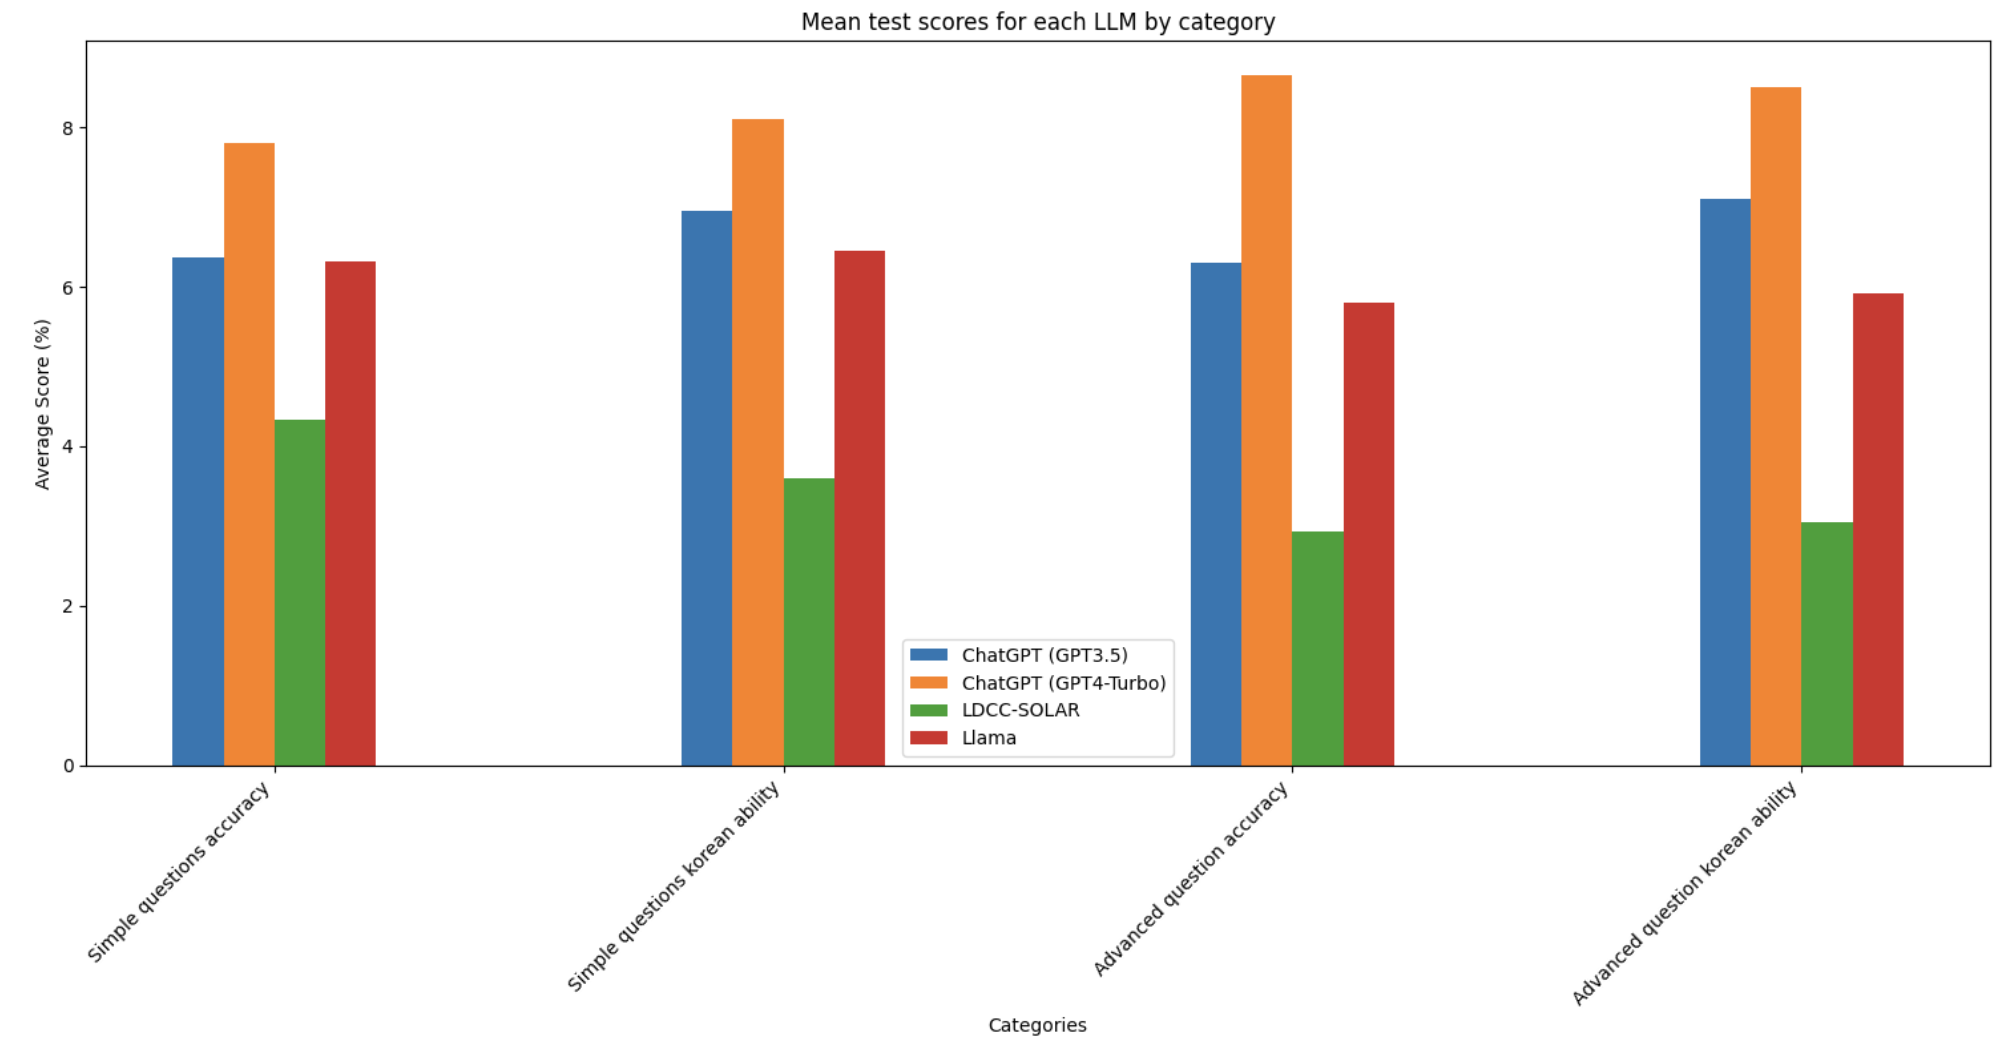 Mean test scores for each LLM by category
Average Score (%)
8
6
4
2
0
ChatGPT (GPT3.5)
ChatGPT (GPT4-Turbo)
LDCC-SOLAR
Llama
Simple questions accuracy
Simple questions korean ability
Advanced question accuracy
Advanced question korean ability
Categories